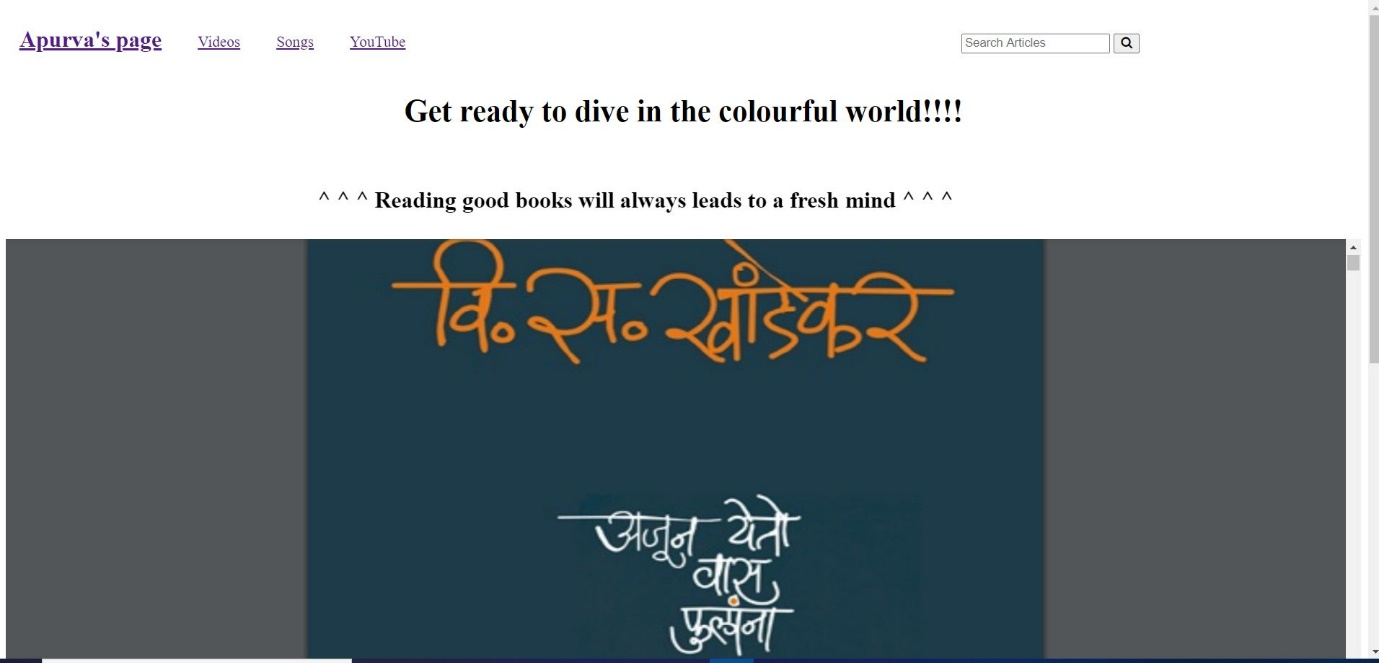 Apurva's page Videos Songs YouTube Search Articles
Get ready to dive in the colourful world!!!!
^ ^ ^ Reading good books will always leads to a fresh mind ^ ^ ^
वि. स. खांडेकर
अजून येतो
वास
फुलांना